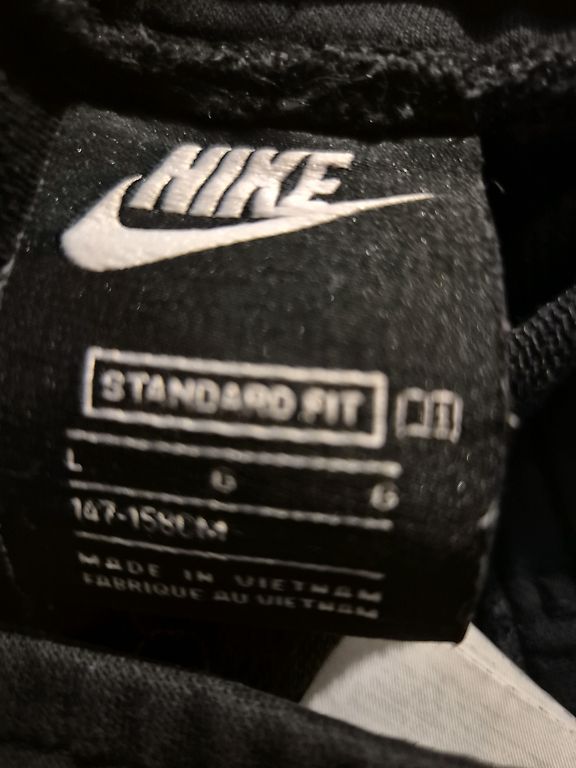 NIKE
STANDARD FIT
L G G
147-158CM
MADE IN VIETNAM
FABRIQUE AU VIETNAM